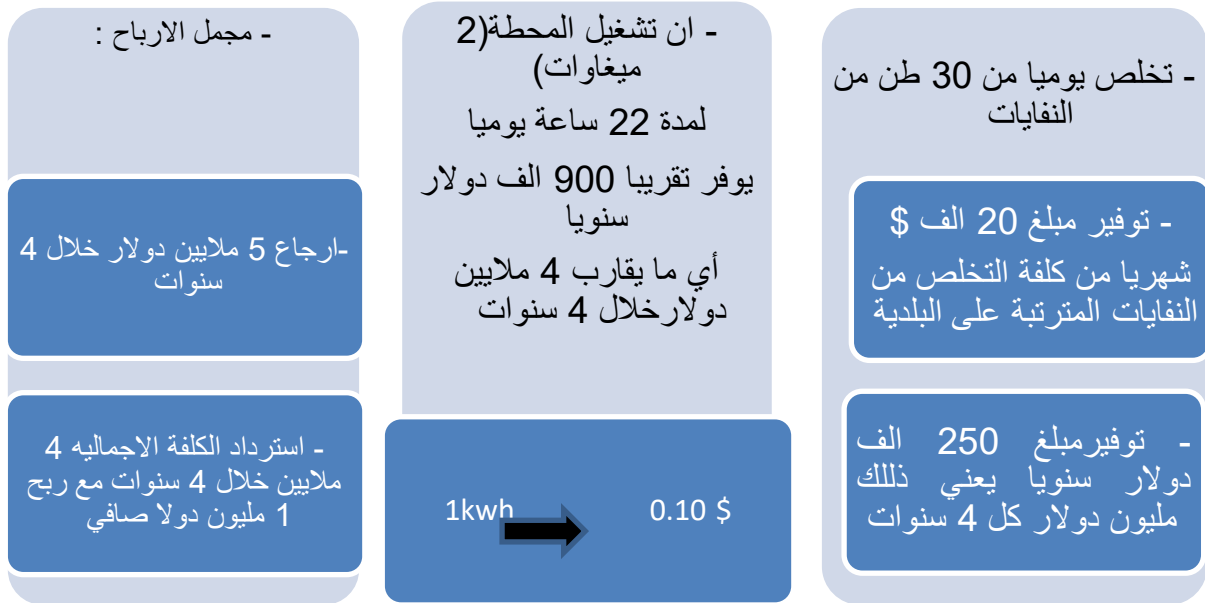 - تخلص يوميا من 30 طن من
النفايات
- توفير مبلغ 20 الف $
شهريا من كلفة التخلص من
النفايات المترتبة على البلدية
- توفيرمبلغ 250 الف
دولار سنويا يعني ذللك
مليون دولار كل 4 سنوات
- ان تشغيل المحطة(2
ميغاوات)
لمدة 22 ساعة يوميا
يوفر تقريبا 900 الف دولار
سنويا
أي ما يقارب 4 ملايين
دولارخلال 4 سنوات
1kwh 0.10 $
- مجمل الارباح :
-ارجاع 5 ملايين دولار خلال 4
سنوات
- استرداد الكلفة الاجماليه 4
ملايين خلال 4 سنوات مع ربح
1 مليون دولا صافي